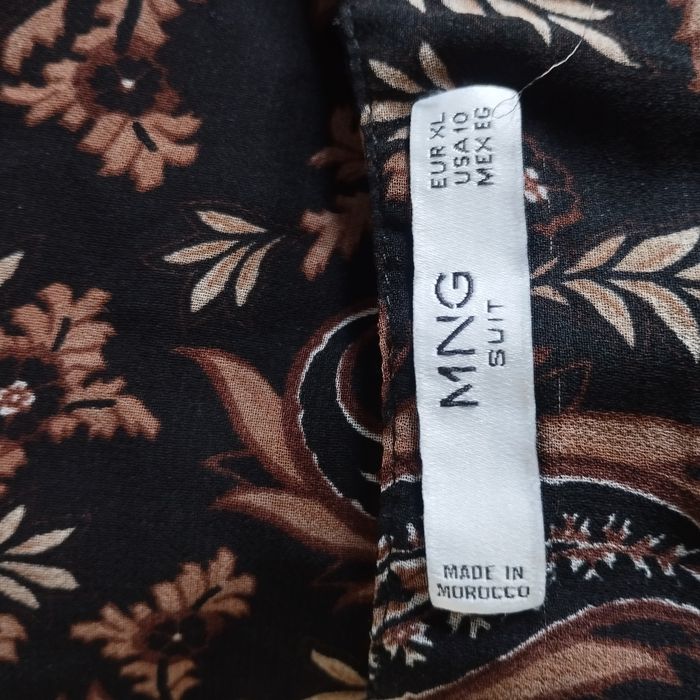 EUR XL
USA 10
MEX EG
MNG
SUIT
MADE IN
MOROCCO